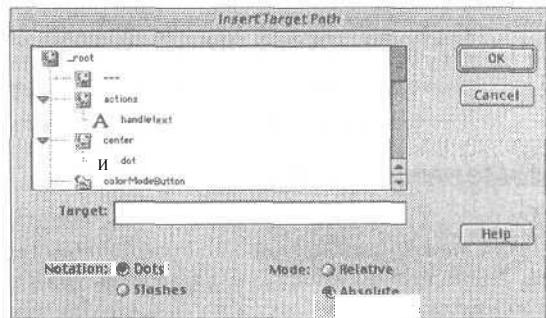 Insert Target Path
_root
---
actions
A handletext
center
и dot
colorModeButton
OK
Cancel
Target:
Help
Notation: Dots
Slashes
Mode: Relative
Absolute